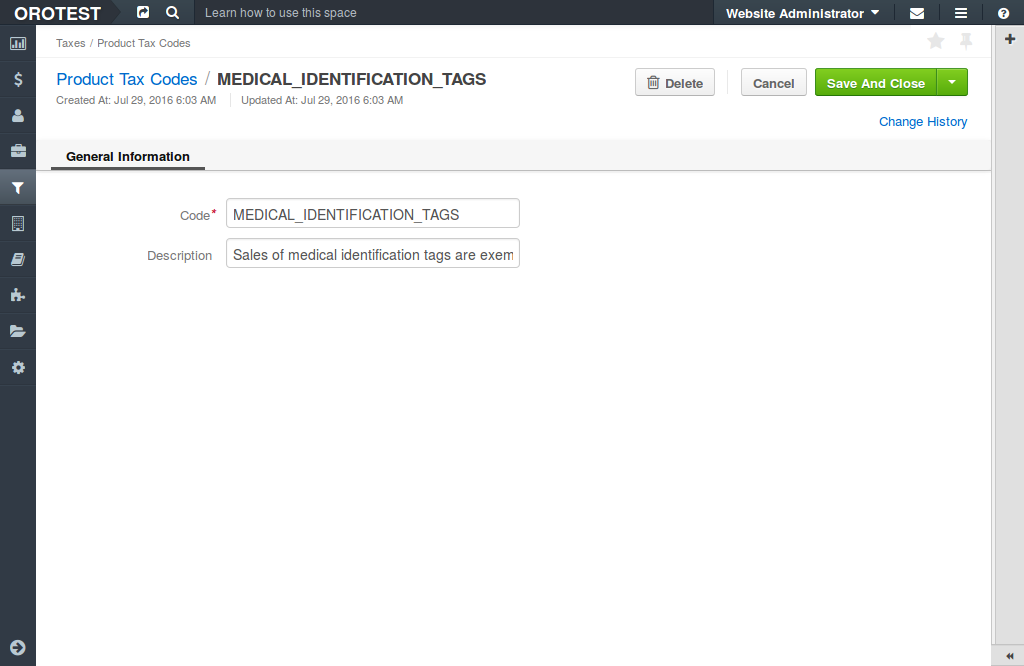 OROTEST Learn how to use this space Website Administrator
Taxes / Product Tax Codes
Product Tax Codes / MEDICAL_IDENTIFICATION_TAGS Delete Cancel Save And Close
Created At: Jul 29, 2016 6:03 AM Updated At: Jul 29, 2016 6:03 AM
Change History
General Information
Code* MEDICAL_IDENTIFICATION_TAGS
Description Sales of medical identification tags are exem